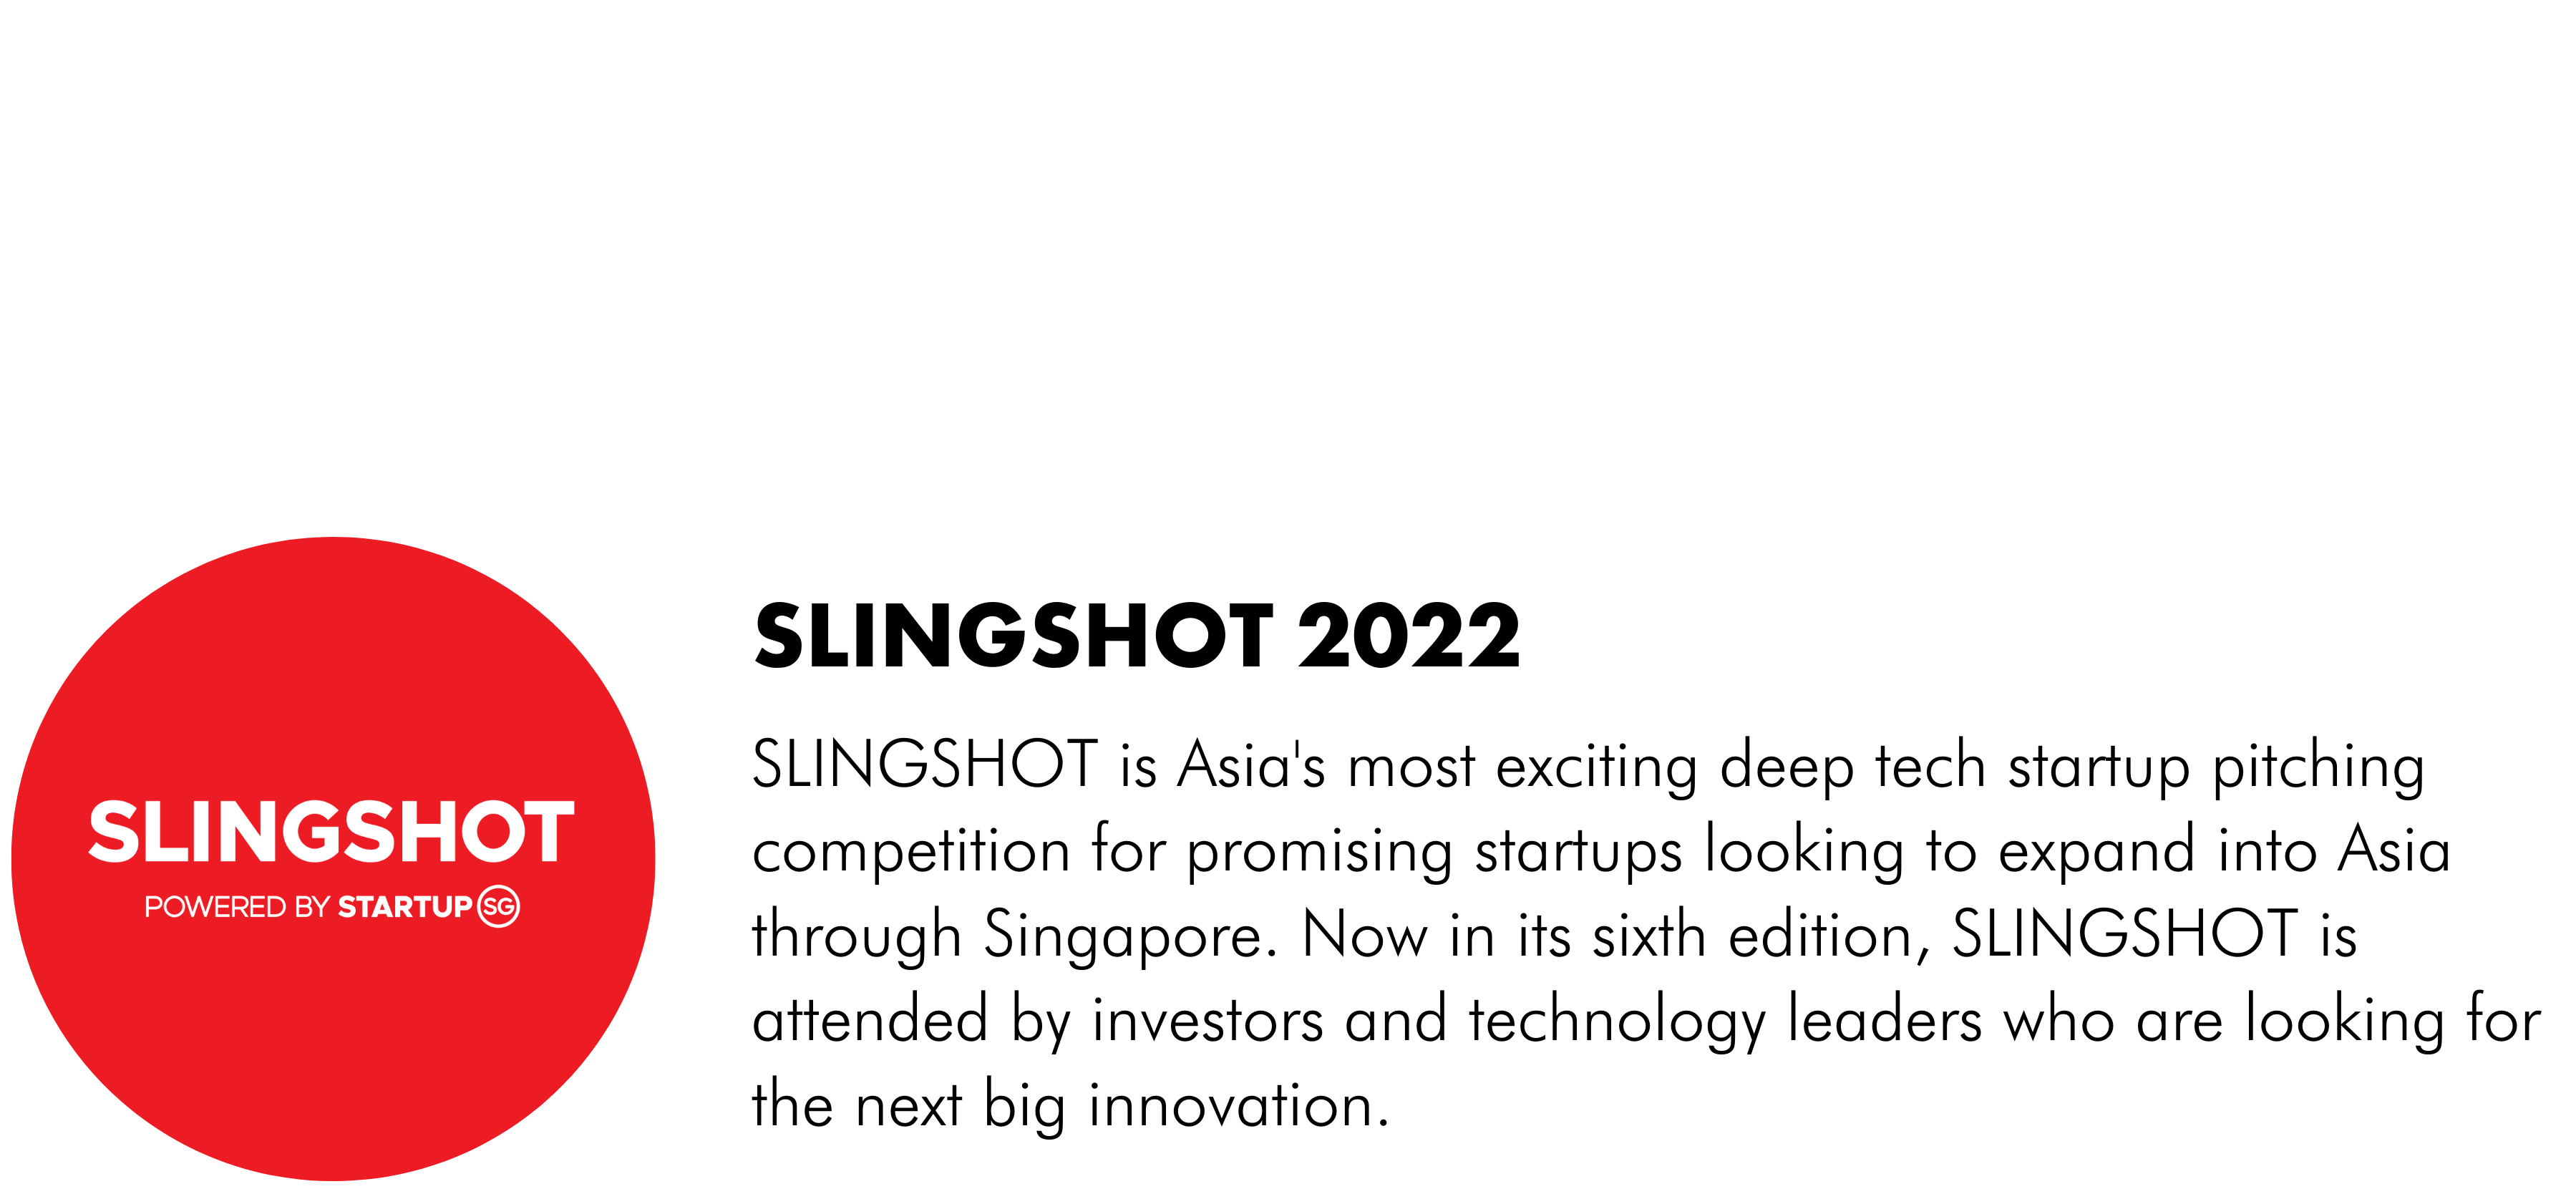 SLINGSHOT
POWERED BY STARTUP SG
SLINGSHOT 2022
SLINGSHOT is Asia's most exciting deep tech startup pitching
competition for promising startups looking to expand into Asia
through Singapore. Now in its sixth edition, SLINGSHOT is
attended by investors and technology leaders who are looking for
the next big innovation.